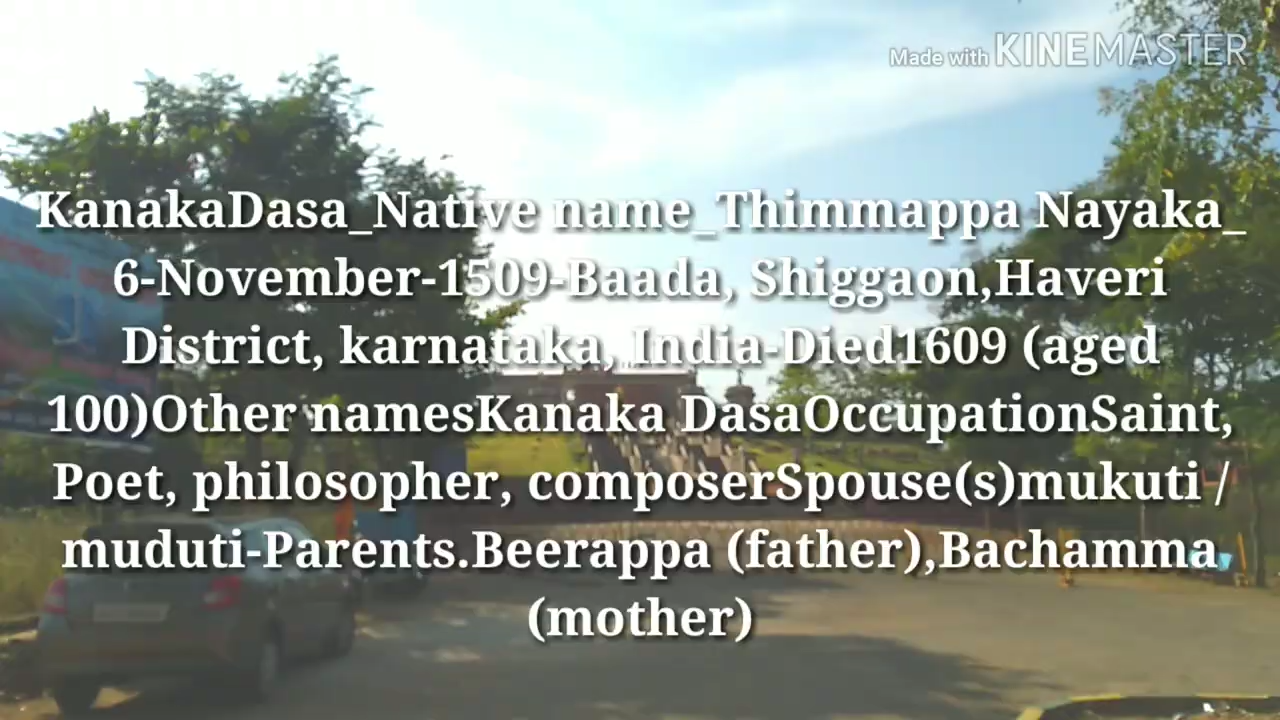 Made with KINEMASTER
KanakaDasa_Native name_Thimmappa Nayaka_
6-November-1509-Baada, Shiggaon,Haveri
District, karnataka, India-Died1609 (aged
100)Other namesKanaka DasaOccupationSaint,
Poet, philosopher, composerSpouse(s)mukuti /
muduti-Parents.Beerappa (father),Bachamma
(mother)